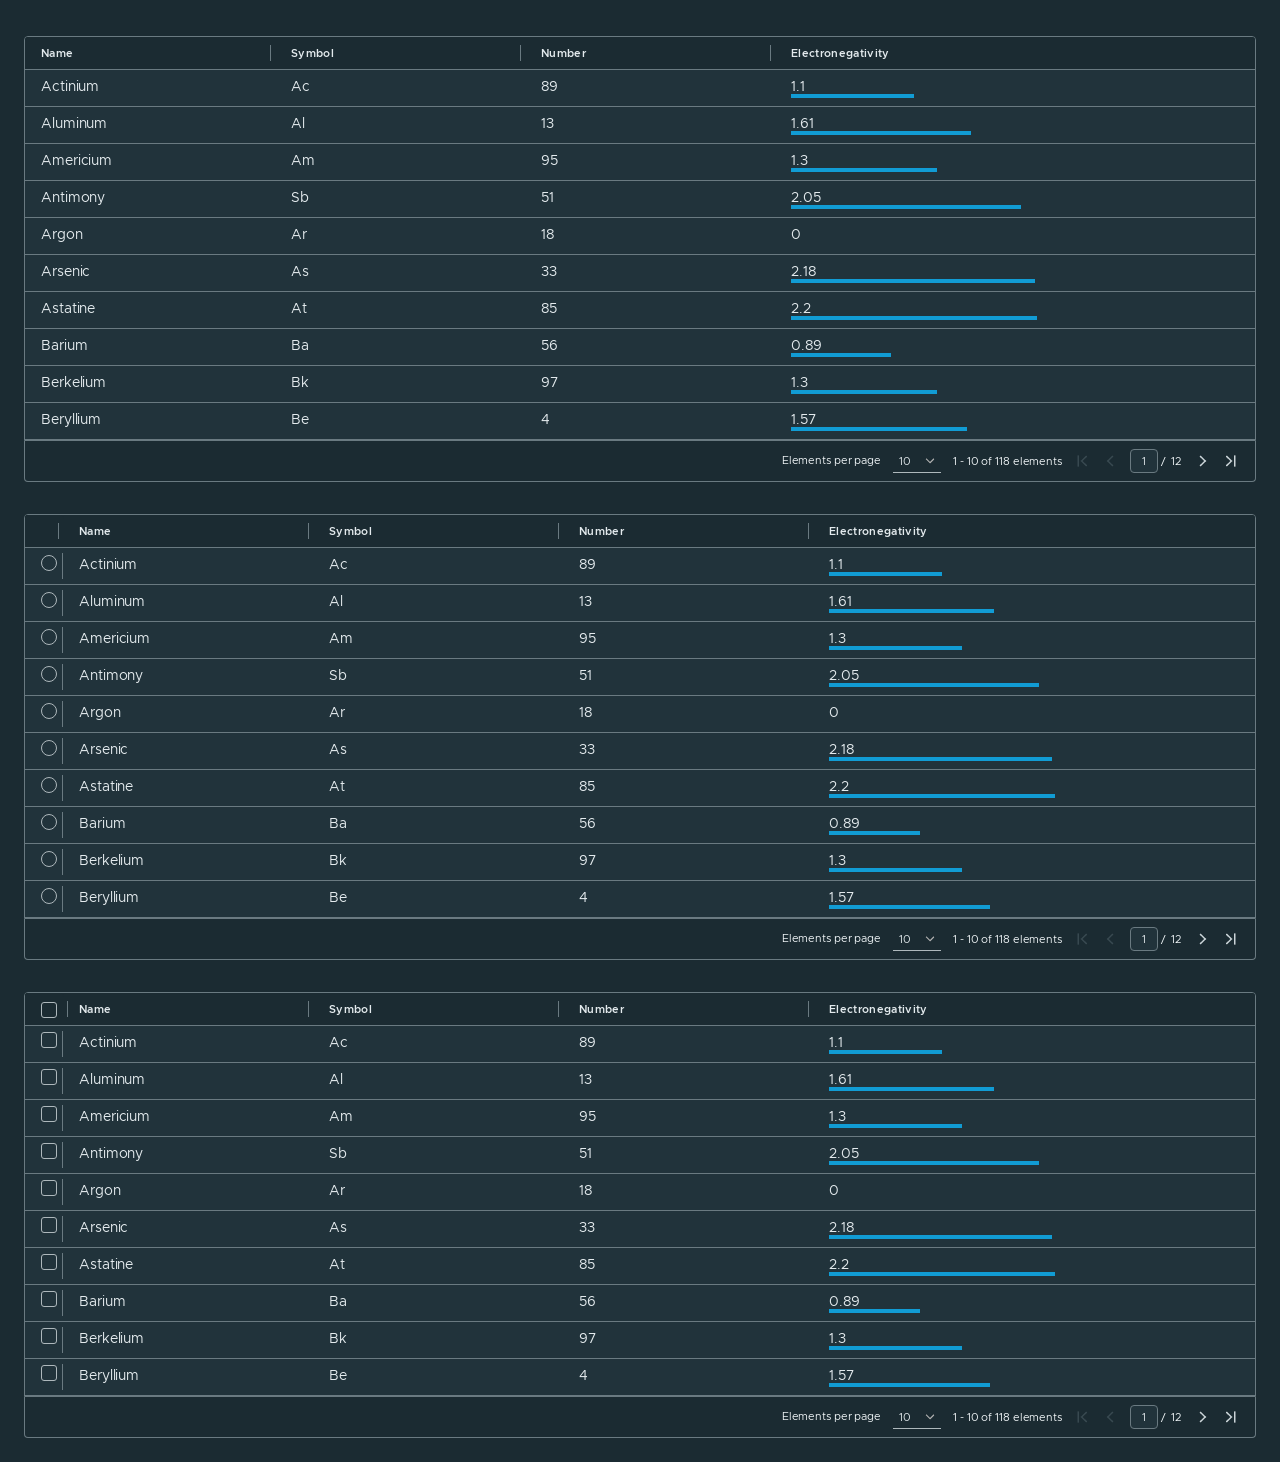 Name Symbol Number Electronegativity
Actinium Ac 89 1.1
Aluminum Al 13 1.61
Americium Am 95 1.3
Antimony Sb 51 2.05
Argon Ar 18 0
Arsenic As 33 2.18
Astatine At 85 2.2
Barium Ba 56 0.89
Berkelium Bk 97 1.3
Beryllium Be 4 1.57
Elements per page 10 1 - 10 of 118 elements 1 / 12
Name Symbol Number Electronegativity
Actinium Ac 89 1.1
Aluminum Al 13 1.61
Americium Am 95 1.3
Antimony Sb 51 2.05
Argon Ar 18 0
Arsenic As 33 2.18
Astatine At 85 2.2
Barium Ba 56 0.89
Berkelium Bk 97 1.3
Beryllium Be 4 1.57
Elements per page 10 1 - 10 of 118 elements 1 / 12
Name Symbol Number Electronegativity
Actinium Ac 89 1.1
Aluminum Al 13 1.61
Americium Am 95 1.3
Antimony Sb 51 2.05
Argon Ar 18 0
Arsenic As 33 2.18
Astatine At 85 2.2
Barium Ba 56 0.89
Berkelium Bk 97 1.3
Beryllium Be 4 1.57
Elements per page 10 1 - 10 of 118 elements 1 / 12